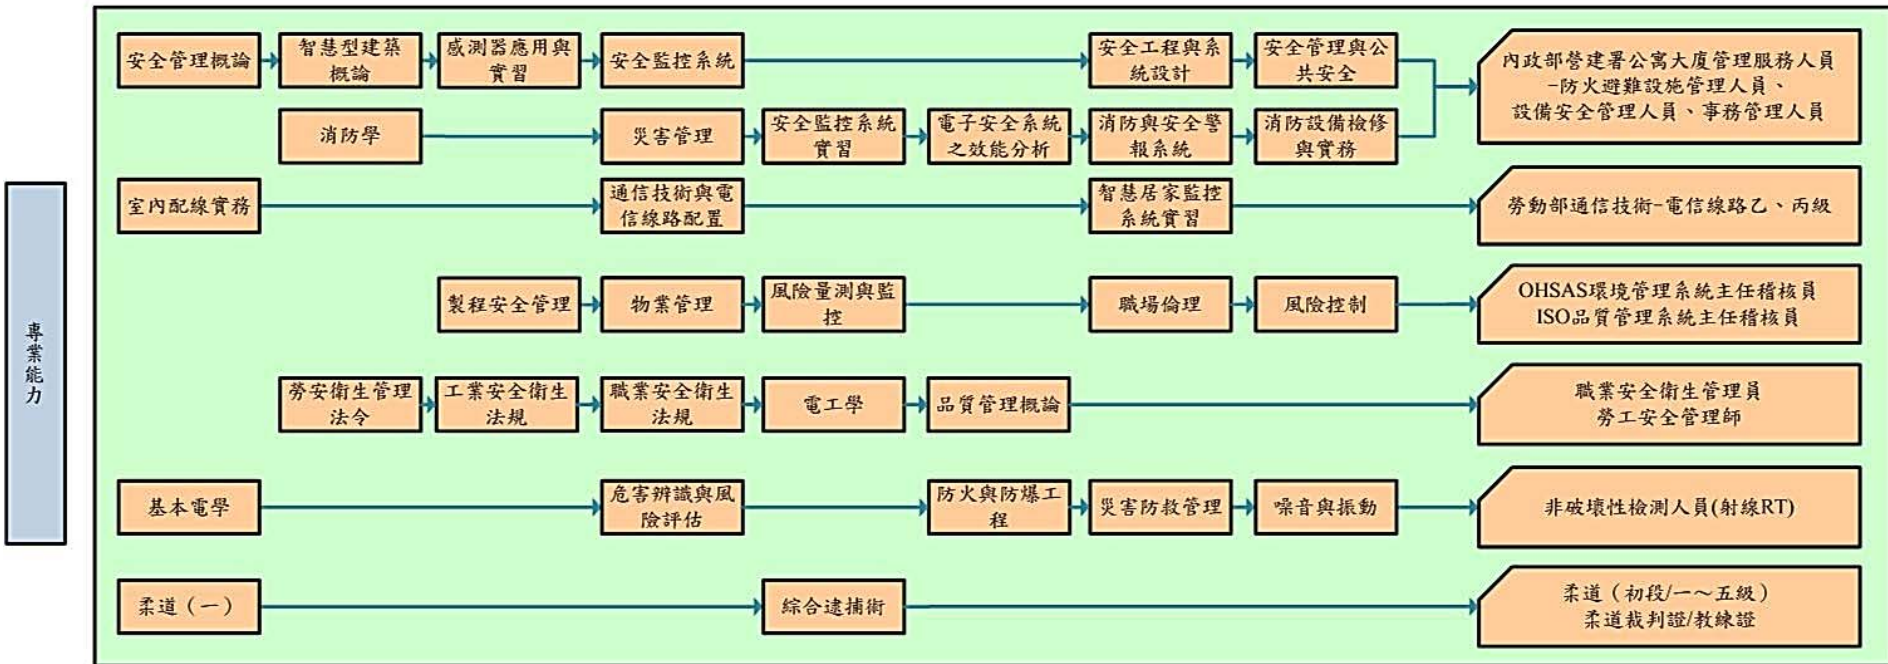 專業能力
安全管理概論
智慧型建築
概論
感測器應用與
實習
安全監控系統
安全工程與系
統設計
安全管理與公
共安全
內政部營建署公寓大廈管理服務人員
-防火避難設施管理人員、
設備安全管理人員、事務管理人員
消防學
災害管理
安全監控系統
實習
電子安全系統
之效能分析
消防與安全警
報系統
消防設備檢修
與實務
室內配線實務
通信技術與電
信線路配置
智慧居家監控
系統實習
勞動部通信技術-電信線路乙、丙級
製程安全管理
物業管理
風險量測與監
控
職場倫理
風險控制
OHSAS環境管理系統主任稽核員
ISO品質管理系統主任稽核員
勞安衛生管理
法令
工業安全衛生
法規
職業安全衛生
法規
電工學
品質管理概論
職業安全衛生管理員
勞工安全管理師
基本電學
危害辨識與風
險評估
防火與防爆工
程
災害防救管理
噪音與振動
非破壞性檢測人員(射線RT)
柔道（一）
綜合逮捕術
柔道（初段/一～五級）
柔道裁判證/教練證